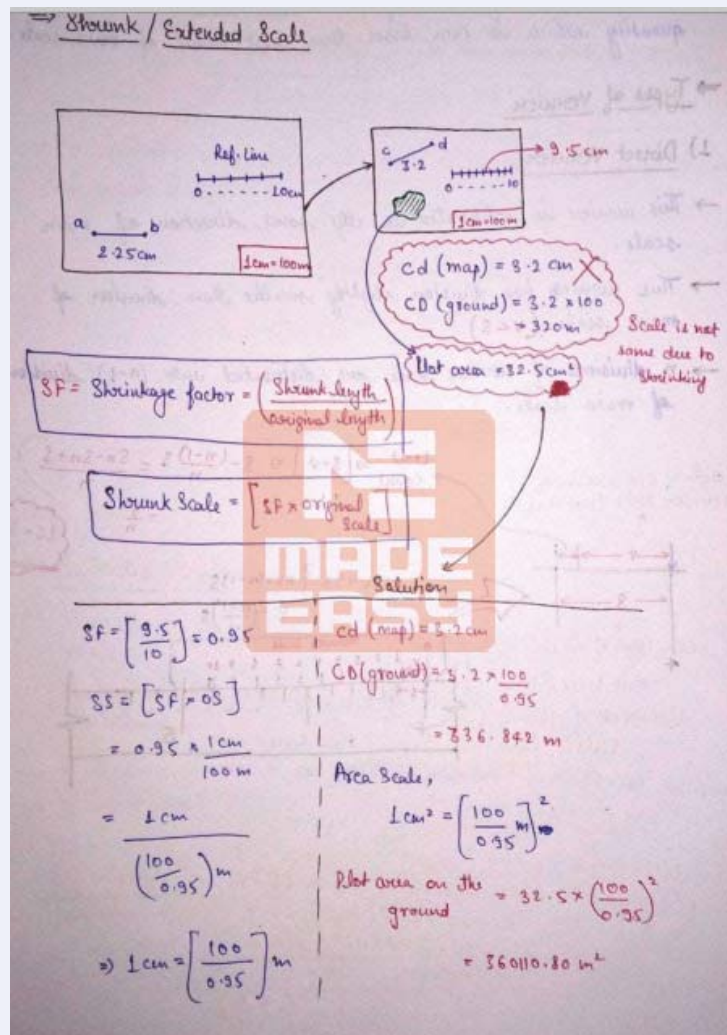 ⇒ Shrunk / Extended Scale
Ref. Line
0 - - - - - - 10cm
a b
2.25cm
1cm=100m
c d
3.2
9.5cm
0 - - - - - - 10
1cm=100m
cd (map) = 3.2 cm
CD (ground) = 3.2 x 100
= 320m
Scale is not
same due to
shrinking
Plot area = 32.5cm²
SF = Shrinkage factor = (Shrunk length / original length)
Shrunk Scale = [SF x original Scale]
MADE
EASY
Solution
SF = [9.5/10] = 0.95
SS = [SF x OS]
= 0.95 x 1cm/100m
= 1cm/(100/0.95)m
⇒ 1cm = [100/0.95] m
cd (map) = 3.2cm
CD (ground) = 3.2 x 100/0.95
= 336.842 m
Area Scale,
1cm² = [100/0.95 m]²
Plot area on the
ground = 32.5 x (100/0.95)²
= 360110.80 m²